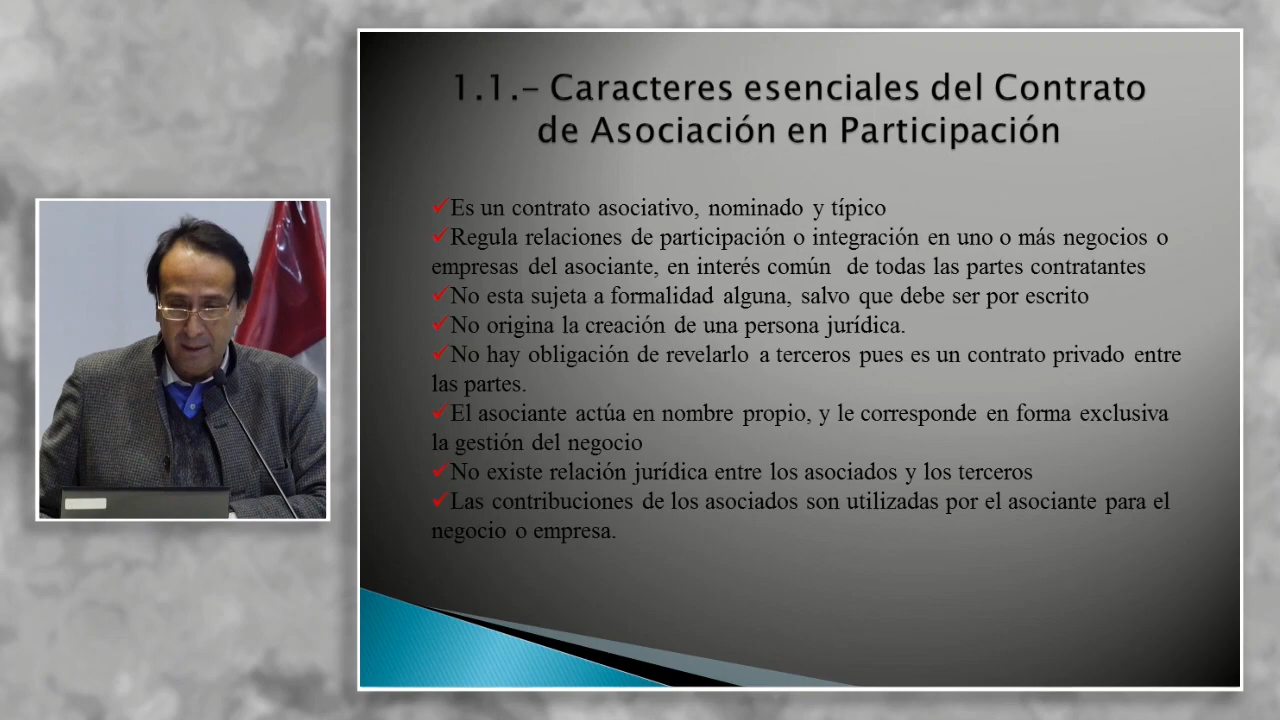 1.1.- Caracteres esenciales del Contrato
de Asociación en Participación
✓Es un contrato asociativo, nominado y típico
✓Regula relaciones de participación o integración en uno o más negocios o
empresas del asociante, en interés común de todas las partes contratantes
✓No esta sujeta a formalidad alguna, salvo que debe ser por escrito
✓No origina la creación de una persona jurídica.
✓No hay obligación de revelarlo a terceros pues es un contrato privado entre
las partes.
✓El asociante actúa en nombre propio, y le corresponde en forma exclusiva
la gestión del negocio
✓No existe relación jurídica entre los asociados y los terceros
✓Las contribuciones de los asociados son utilizadas por el asociante para el
negocio o empresa.